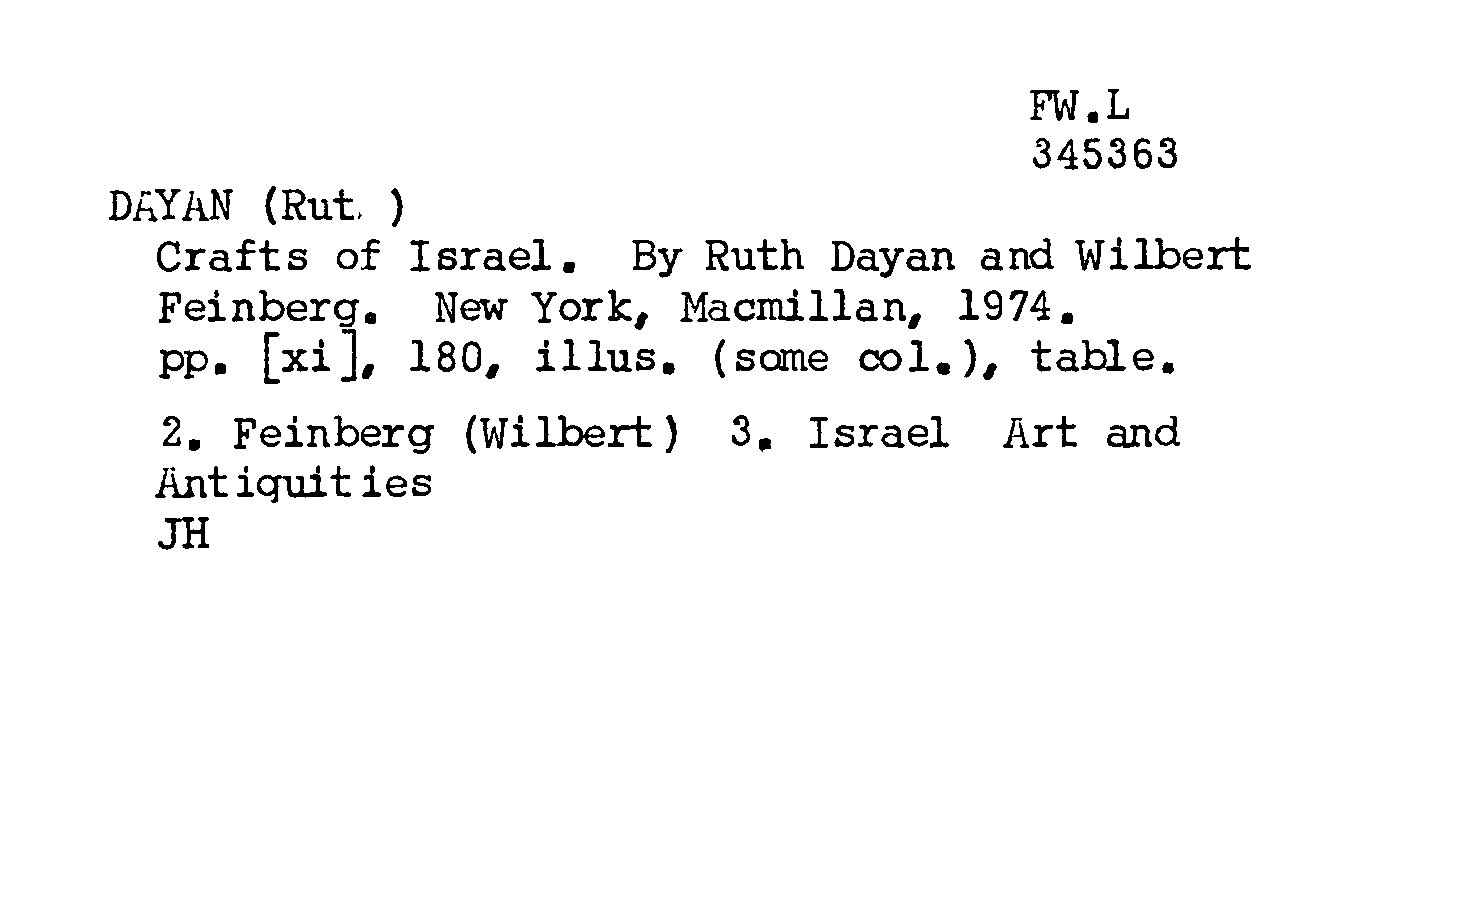 FW.L
345363
DAYAN (Rut )
Crafts of Israel. By Ruth Dayan and Wilbert
Feinberg. New York, Macmillan, 1974.
pp. [xi], 180, illus. (some col.), table.
2. Feinberg (Wilbert) 3. Israel Art and
Antiquities
JH